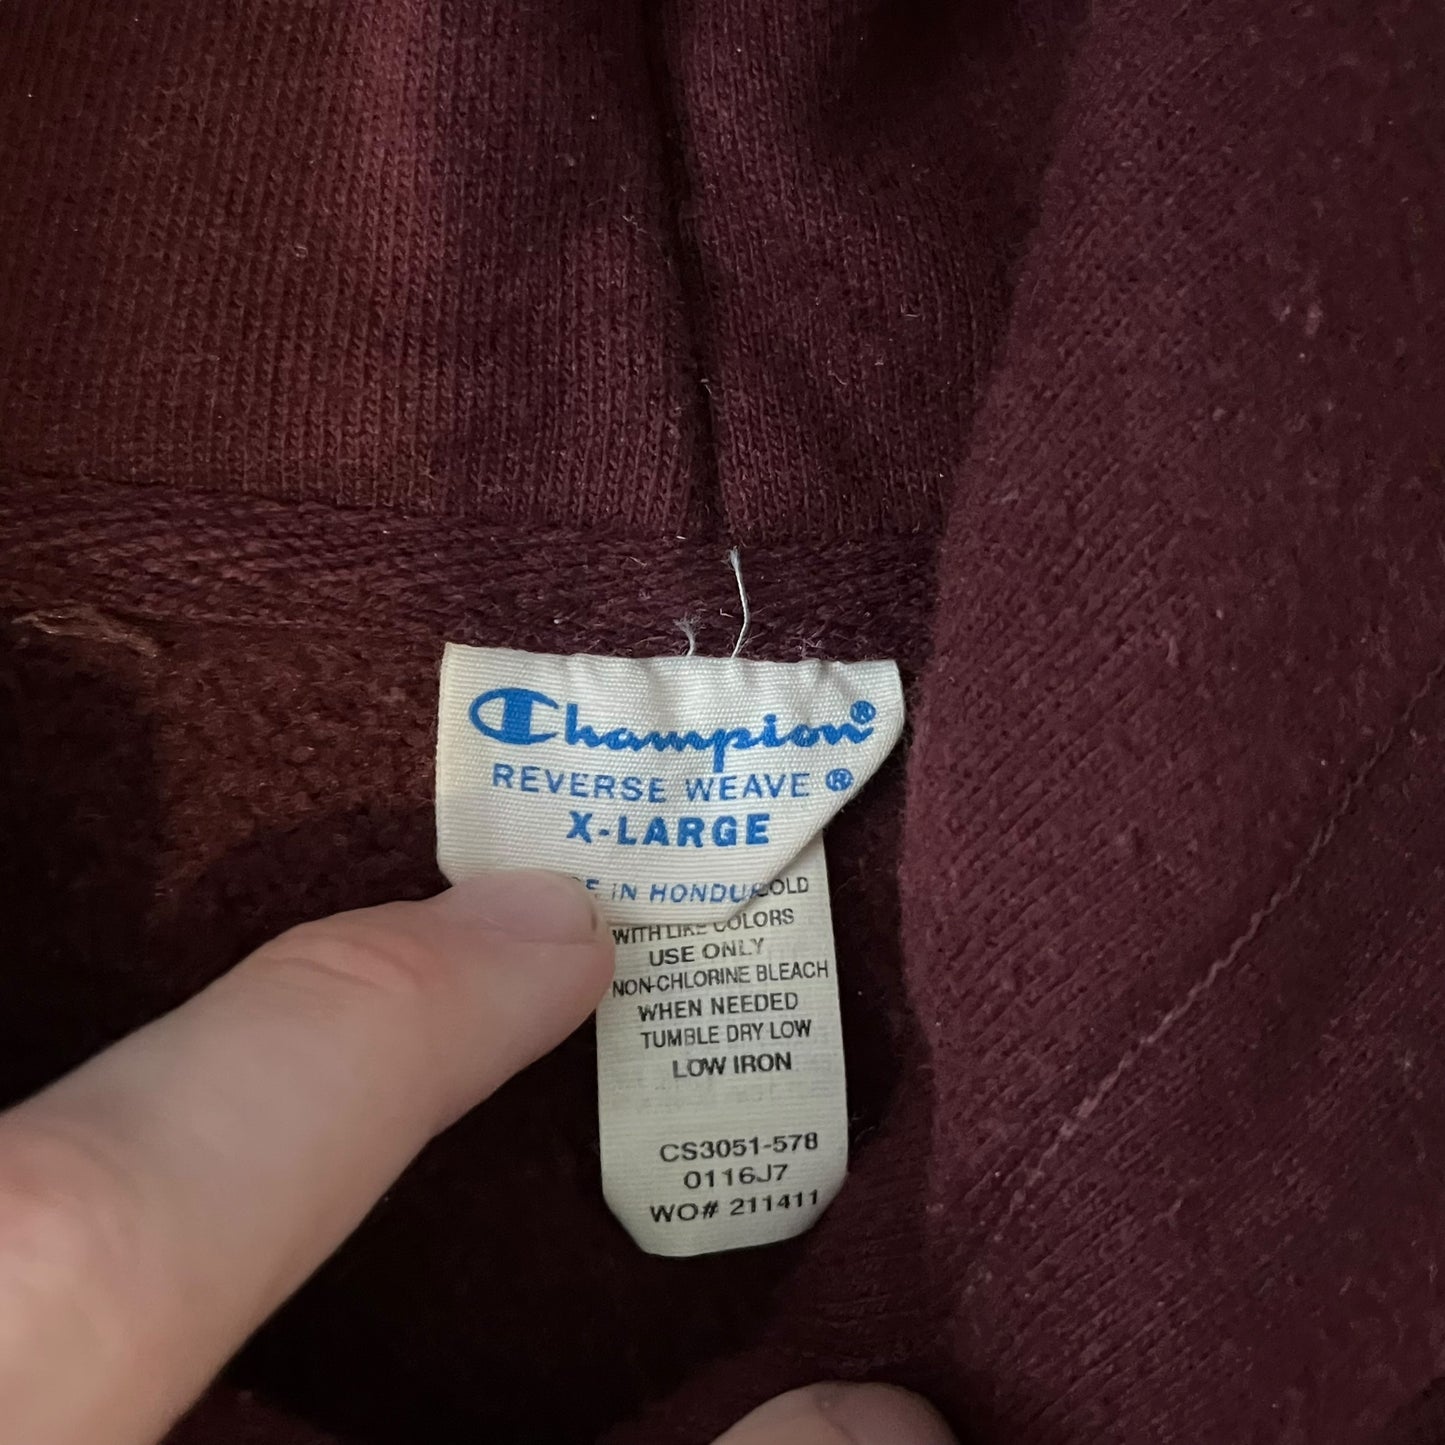 Champion®
REVERSE WEAVE ®
X-LARGE
IN
WITH LIKE COLORS
USE ONLY
NON-CHLORINE BLEACH
WHEN NEEDED
TUMBLE DRY LOW
LOW IRON
CS3051-578
0116J7
WO# 211411